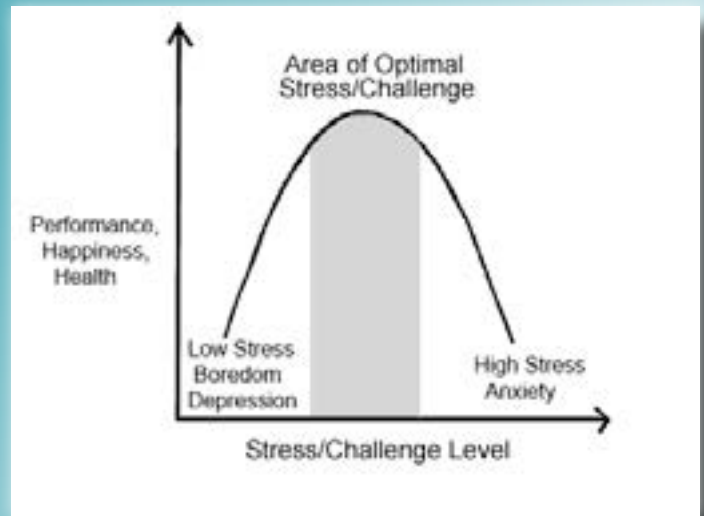 Area of Optimal
Stress/Challenge
Performance,
Happiness,
Health
Low Stress
Boredom
Depression
High Stress
Anxiety
Stress/Challenge Level